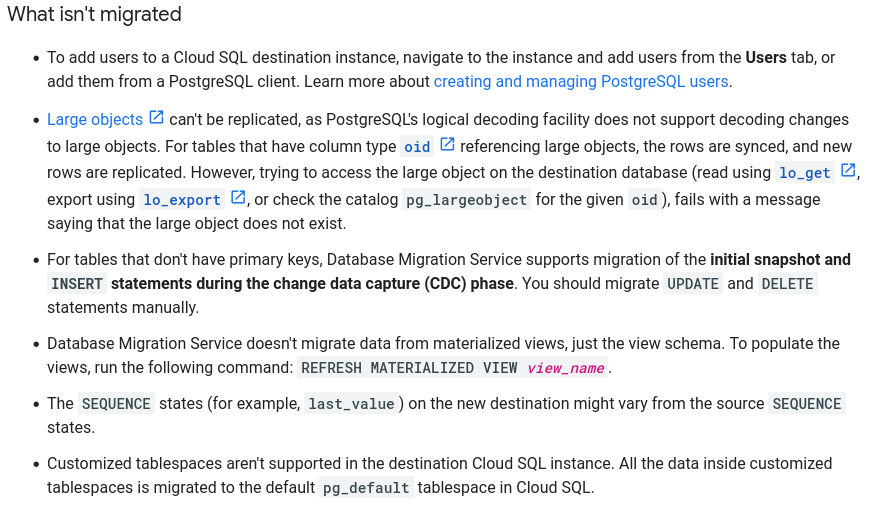 What isn't migrated
• To add users to a Cloud SQL destination instance, navigate to the instance and add users from the Users tab, or
add them from a PostgreSQL client. Learn more about creating and managing PostgreSQL users.
• Large objects can't be replicated, as PostgreSQL's logical decoding facility does not support decoding changes
to large objects. For tables that have column type oid referencing large objects, the rows are synced, and new
rows are replicated. However, trying to access the large object on the destination database (read using lo_get,
export using lo_export, or check the catalog pg_largeobject for the given oid), fails with a message
saying that the large object does not exist.
• For tables that don't have primary keys, Database Migration Service supports migration of the initial snapshot and
INSERT statements during the change data capture (CDC) phase. You should migrate UPDATE and DELETE
statements manually.
• Database Migration Service doesn't migrate data from materialized views, just the view schema. To populate the
views, run the following command: REFRESH MATERIALIZED VIEW view_name.
• The SEQUENCE states (for example, last_value) on the new destination might vary from the source SEQUENCE
states.
• Customized tablespaces aren't supported in the destination Cloud SQL instance. All the data inside customized
tablespaces is migrated to the default pg_default tablespace in Cloud SQL.